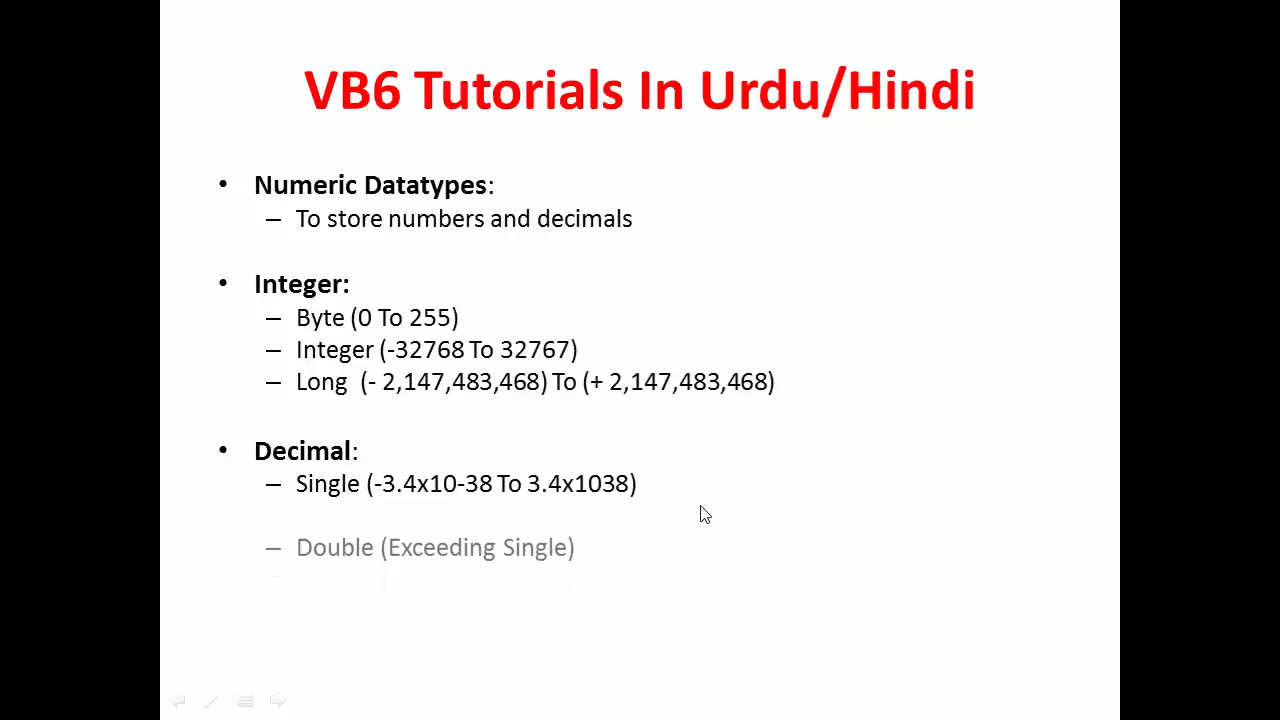 VB6 Tutorials In Urdu/Hindi
• Numeric Datatypes:
– To store numbers and decimals
• Integer:
– Byte (0 To 255)
– Integer (-32768 To 32767)
– Long (- 2,147,483,468) To (+ 2,147,483,468)
• Decimal:
– Single (-3.4x10-38 To 3.4x1038)
– Double (Exceeding Single)